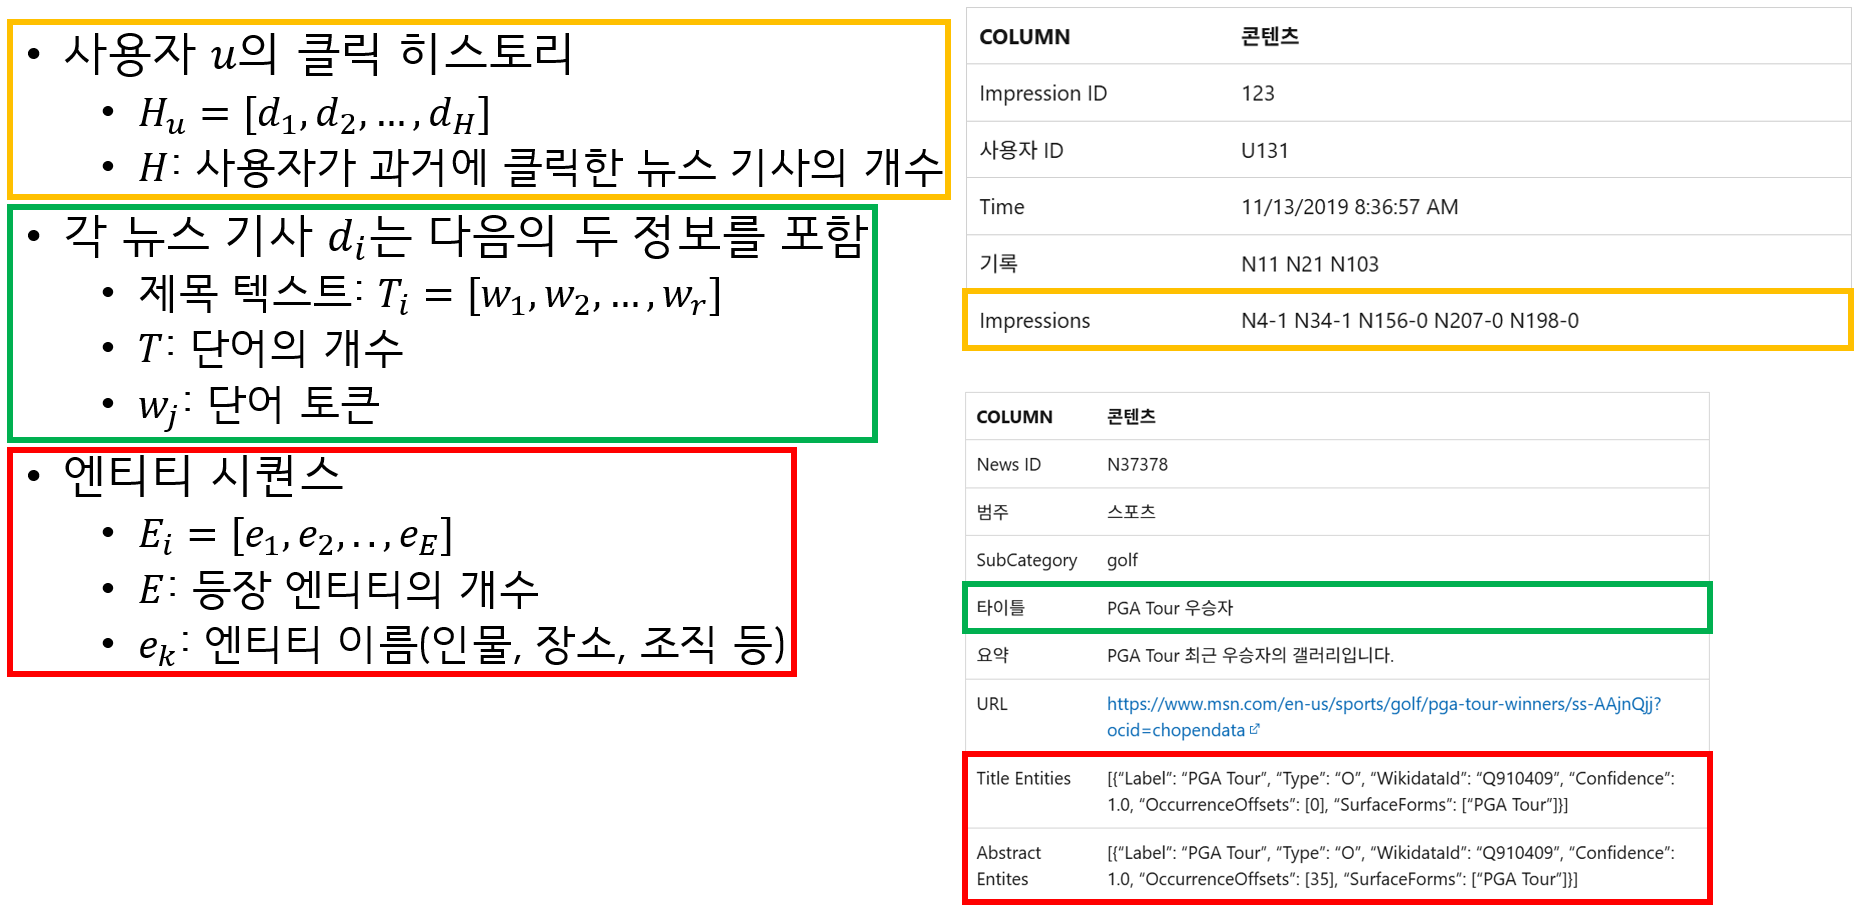 • 사용자 u의 클릭 히스토리
• H_u = [d_1, d_2, …, d_H]
• H: 사용자가 과거에 클릭한 뉴스 기사의 개수
• 각 뉴스 기사 d_i는 다음의 두 정보를 포함
• 제목 텍스트: T_i = [w_1, w_2, …, w_r]
• T: 단어의 개수
• w_j: 단어 토큰
• 엔티티 시퀀스
• E_i = [e_1, e_2, . . , e_E]
• E: 등장 엔티티의 개수
• e_k: 엔티티 이름(인물, 장소, 조직 등)
COLUMN 콘텐츠
Impression ID 123
사용자 ID U131
Time 11/13/2019 8:36:57 AM
기록 N11 N21 N103
Impressions N4-1 N34-1 N156-0 N207-0 N198-0
COLUMN 콘텐츠
News ID N37378
범주 스포츠
SubCategory golf
타이틀 PGA Tour 우승자
요약 PGA Tour 최근 우승자의 갤러리입니다.
URL https://www.msn.com/en-us/sports/golf/pga-tour-winners/ss-AAjnQjj?
ocid=chopendata
Title Entities [{“Label”: “PGA Tour”, “Type”: “O”, “WikidataId”: “Q910409”, “Confidence”:
1.0, “OccurrenceOffsets”: [0], “SurfaceForms”: [“PGA Tour”]}]
Abstract [{“Label”: “PGA Tour”, “Type”: “O”, “WikidataId”: “Q910409”, “Confidence”:
Entites 1.0, “OccurrenceOffsets”: [35], “SurfaceForms”: [“PGA Tour”]}]